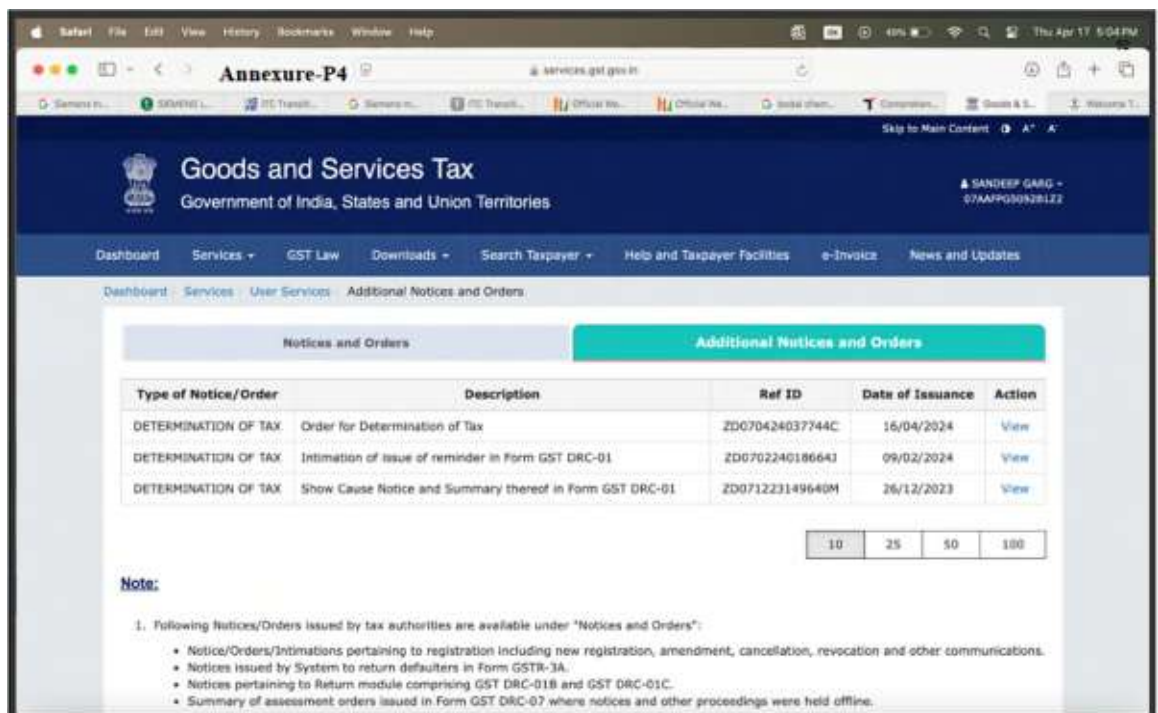 Safari File Edit View History Bookmarks Window Help Thu Apr 17 5:04 PM
Annexure-P4 services.gst.gov.in
Skip to Main Content A+ A-
Goods and Services Tax
Government of India, States and Union Territories
SANDEEP GARG
Dashboard Services GST Law Downloads Search Taxpayer Help and Taxpayer Facilities e-Invoice News and Updates
Dashboard Services User Services Additional Notices and Orders
Notices and Orders Additional Notices and Orders
Type of Notice/Order Description Ref ID Date of Issuance Action
DETERMINATION OF TAX Order for Determination of Tax ZD070424037744C 16/04/2024 View
DETERMINATION OF TAX Intimation of issue of reminder in Form GST DRC-01 ZD070224018664J 09/02/2024 View
DETERMINATION OF TAX Show Cause Notice and Summary thereof in Form GST DRC-01 ZD071223149640M 26/12/2023 View
10 25 50 100
Note:
1. Following Notices/Orders issued by tax authorities are available under "Notices and Orders":
• Notice/Orders/Intimations pertaining to registration including new registration, amendment, cancellation, revocation and other communications.
• Notices issued by System to return defaulters in Form GSTR-3A.
• Notices pertaining to Return module comprising GST DRC-01B and GST DRC-01C.
• Summary of assessment orders issued in Form GST DRC-07 where notices and other proceedings were held offline.